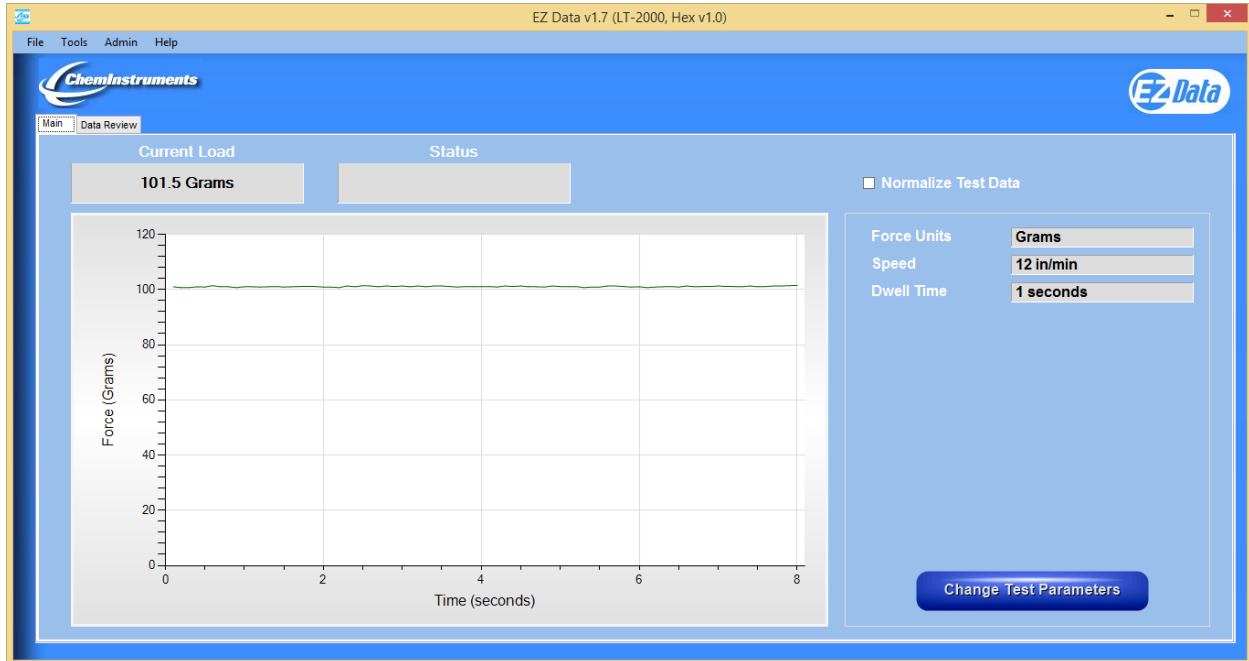 EZ Data v1.7 (LT-2000, Hex v1.0)
File Tools Admin Help
ChemInstruments
EZ Data
Main Data Review
Current Load Status
101.5 Grams
Normalize Test Data
Force Units Grams
Speed 12 in/min
Dwell Time 1 seconds
Force (Grams)
120
100
80
60
40
20
0
0 2 4 6 8
Time (seconds)
Change Test Parameters